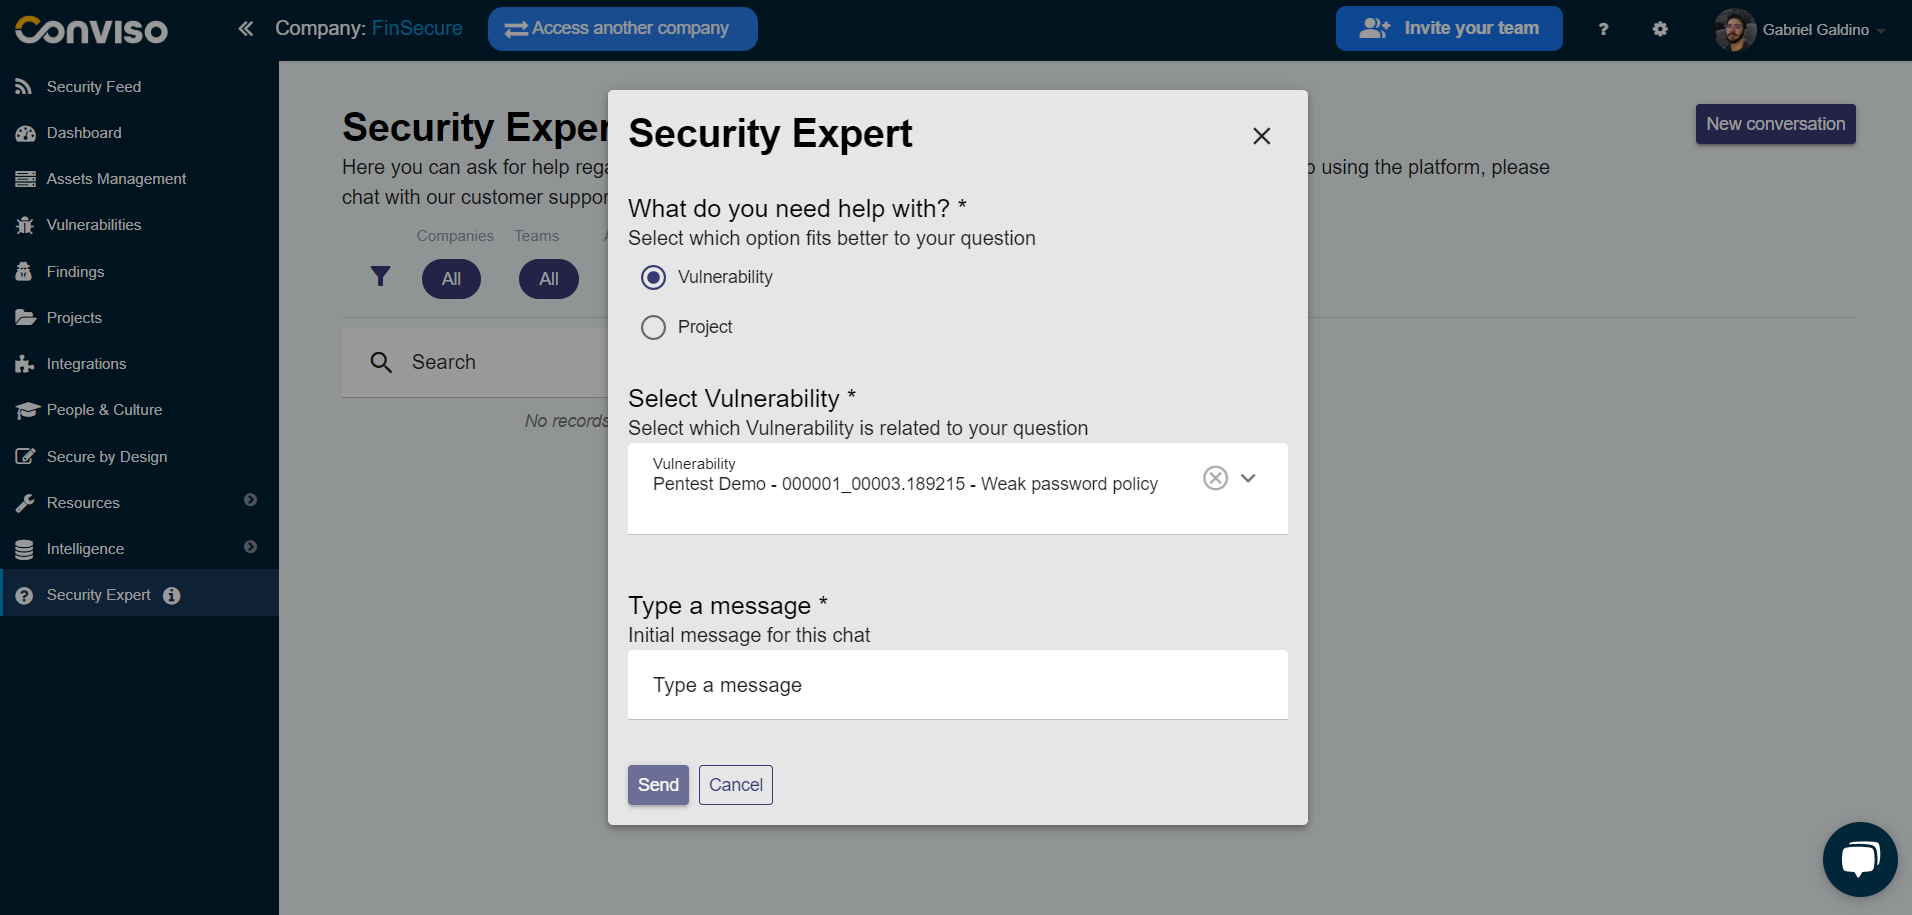 Conviso
Company: FinSecure
Access another company
Invite your team
?
Gabriel Galdino
Security Feed
Dashboard
Assets Management
Vulnerabilities
Findings
Projects
Integrations
People & Culture
Secure by Design
Resources
Intelligence
Security Expert
Security Exper
New conversation
Here you can ask for help rega
using the platform, please
chat with our customer suppor
Companies
Teams
All
All
Search
No records
Security Expert
What do you need help with? *
Select which option fits better to your question
Vulnerability
Project
Select Vulnerability *
Select which Vulnerability is related to your question
Vulnerability
Pentest Demo - 000001_00003.189215 - Weak password policy
Type a message *
Initial message for this chat
Type a message
Send
Cancel